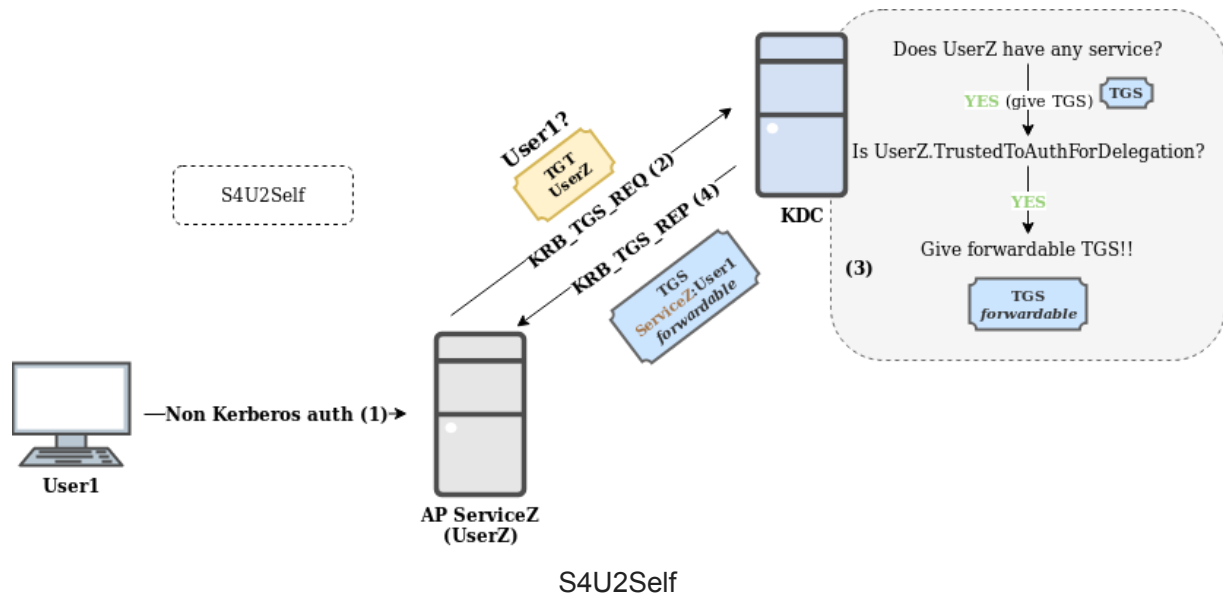 S4U2Self
User1?
TGT
UserZ
KRB_TGS_REQ (2)
KRB_TGS_REP (4)
TGS
ServiceZ:User1
forwardable
KDC
Does UserZ have any service?
YES (give TGS)
TGS
Is UserZ.TrustedToAuthForDelegation?
YES
Give forwardable TGS!!
(3)
TGS
forwardable
Non Kerberos auth (1)
User1
AP ServiceZ
(UserZ)
S4U2Self